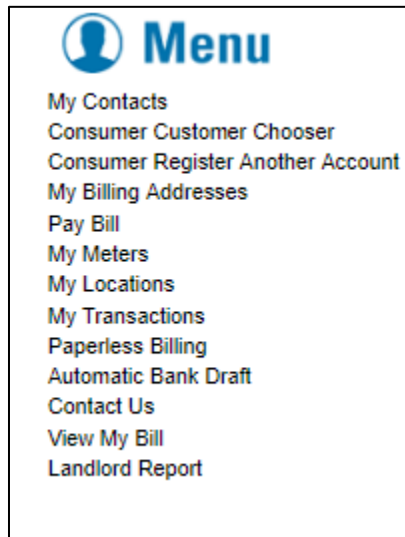 Menu
My Contacts
Consumer Customer Chooser
Consumer Register Another Account
My Billing Addresses
Pay Bill
My Meters
My Locations
My Transactions
Paperless Billing
Automatic Bank Draft
Contact Us
View My Bill
Landlord Report